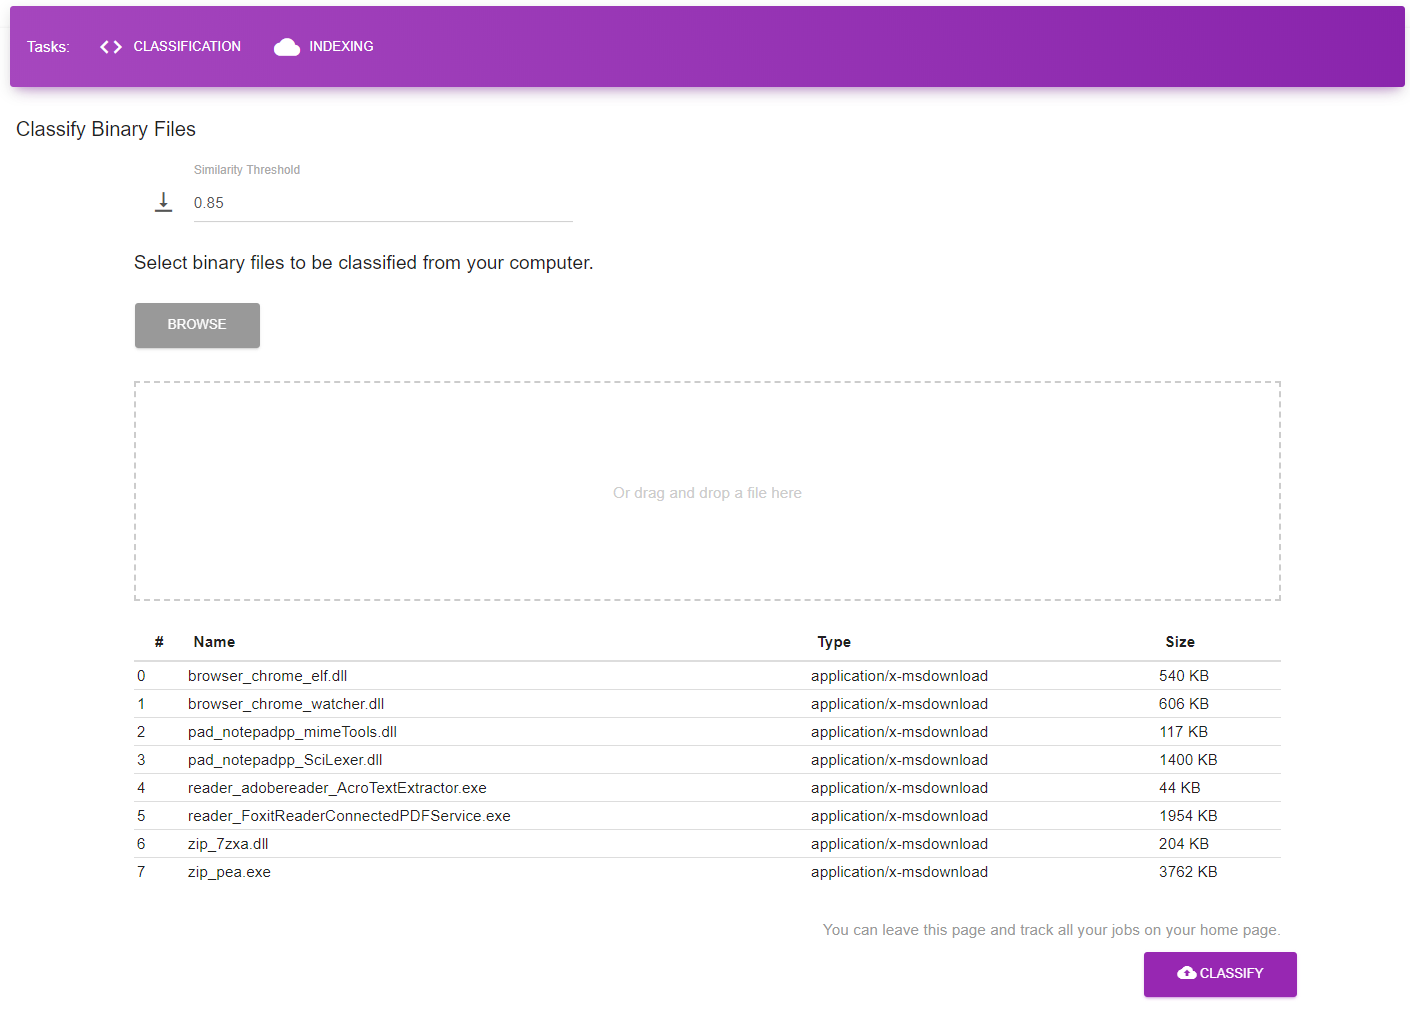 Tasks: CLASSIFICATION INDEXING
Classify Binary Files
Similarity Threshold
0.85
Select binary files to be classified from your computer.
BROWSE
Or drag and drop a file here
# Name Type Size
0 browser_chrome_elf.dll application/x-msdownload 540 KB
1 browser_chrome_watcher.dll application/x-msdownload 606 KB
2 pad_notepadpp_mimeTools.dll application/x-msdownload 117 KB
3 pad_notepadpp_SciLexer.dll application/x-msdownload 1400 KB
4 reader_adobereader_AcroTextExtractor.exe application/x-msdownload 44 KB
5 reader_FoxitReaderConnectedPDFService.exe application/x-msdownload 1954 KB
6 zip_7zxa.dll application/x-msdownload 204 KB
7 zip_pea.exe application/x-msdownload 3762 KB
You can leave this page and track all your jobs on your home page.
CLASSIFY